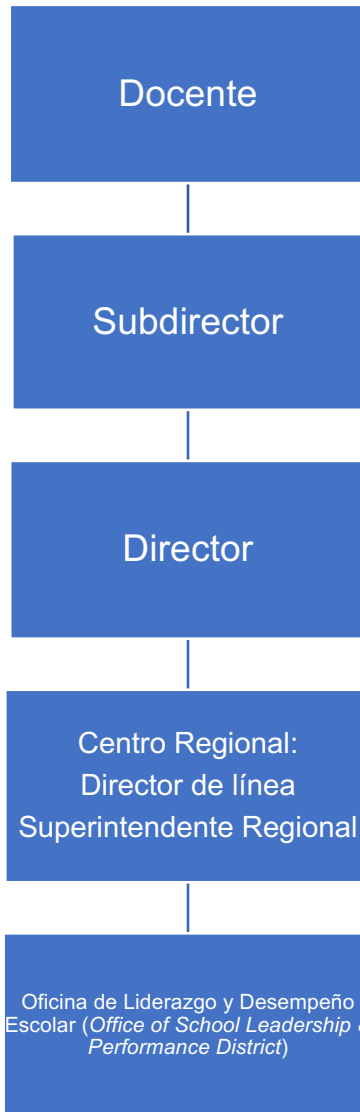 Docente
Subdirector
Director
Centro Regional:
Director de línea
Superintendente Regional
Oficina de Liderazgo y Desempeño
Escolar (Office of School Leadership &
Performance District)